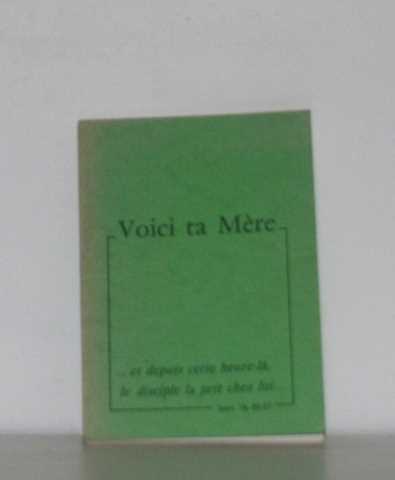 Voici ta Mère
... et depuis cette heure-là,
le disciple la prit chez lui...